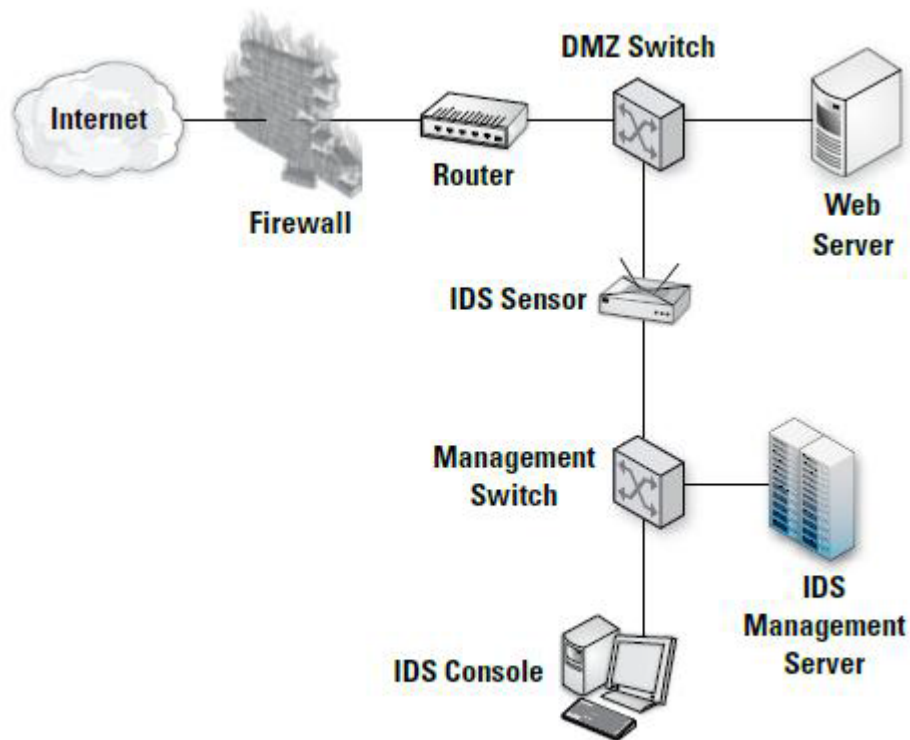 DMZ Switch
Internet
Router
Firewall
Web
Server
IDS Sensor
Management
Switch
IDS
Management
Server
IDS Console